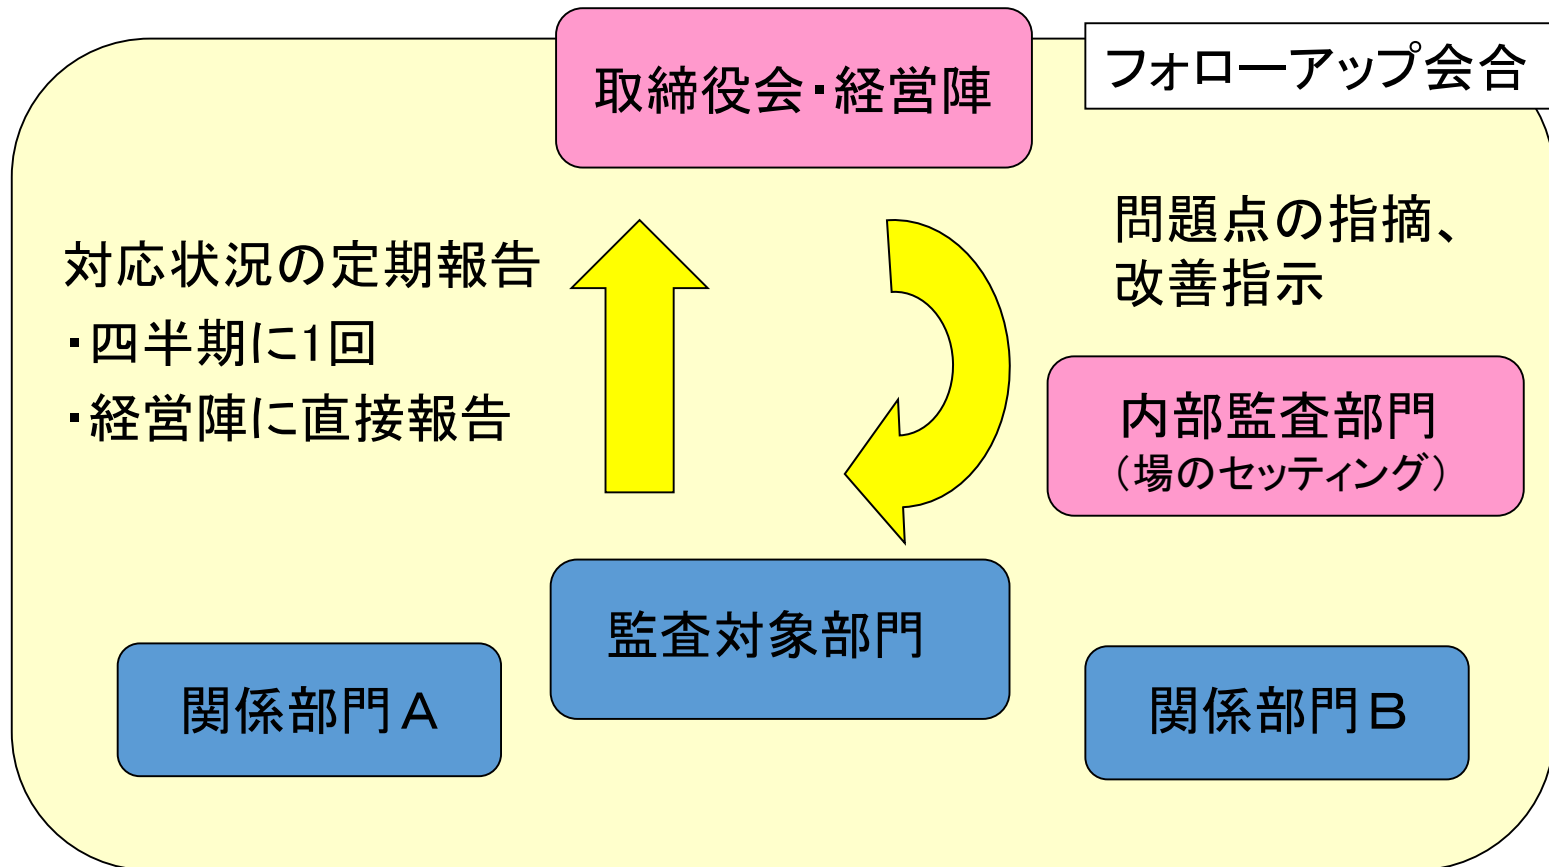 取締役会・経営陣
フォローアップ会合
対応状況の定期報告
・四半期に1回
・経営陣に直接報告
問題点の指摘、
改善指示
内部監査部門
（場のセッティング）
監査対象部門
関係部門Ａ
関係部門Ｂ